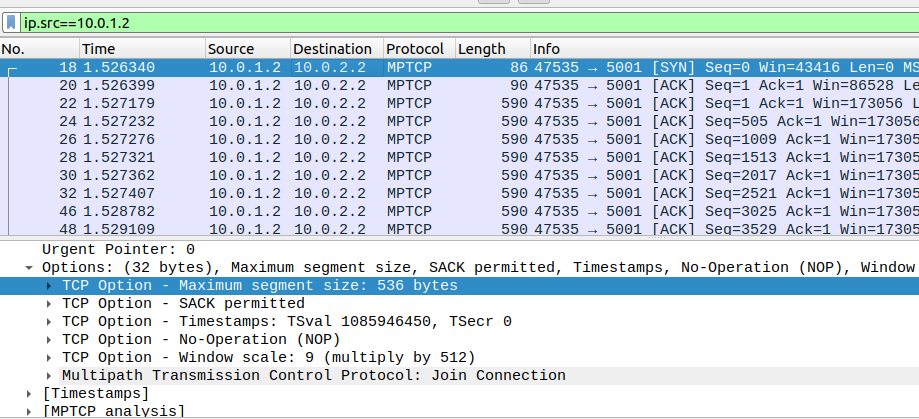 ip.src==10.0.1.2
No. Time Source Destination Protocol Length Info
18 1.526340 10.0.1.2 10.0.2.2 MPTCP 86 47535 → 5001 [SYN] Seq=0 Win=43416 Len=0 MS
20 1.526399 10.0.1.2 10.0.2.2 MPTCP 90 47535 → 5001 [ACK] Seq=1 Ack=1 Win=86528 Le
22 1.527179 10.0.1.2 10.0.2.2 MPTCP 590 47535 → 5001 [ACK] Seq=1 Ack=1 Win=173056 L
24 1.527232 10.0.1.2 10.0.2.2 MPTCP 590 47535 → 5001 [ACK] Seq=505 Ack=1 Win=173056
26 1.527276 10.0.1.2 10.0.2.2 MPTCP 590 47535 → 5001 [ACK] Seq=1009 Ack=1 Win=17305
28 1.527321 10.0.1.2 10.0.2.2 MPTCP 590 47535 → 5001 [ACK] Seq=1513 Ack=1 Win=17305
30 1.527362 10.0.1.2 10.0.2.2 MPTCP 590 47535 → 5001 [ACK] Seq=2017 Ack=1 Win=17305
32 1.527407 10.0.1.2 10.0.2.2 MPTCP 590 47535 → 5001 [ACK] Seq=2521 Ack=1 Win=17305
46 1.528782 10.0.1.2 10.0.2.2 MPTCP 590 47535 → 5001 [ACK] Seq=3025 Ack=1 Win=17305
48 1.529109 10.0.1.2 10.0.2.2 MPTCP 590 47535 → 5001 [ACK] Seq=3529 Ack=1 Win=17305
Urgent Pointer: 0
Options: (32 bytes), Maximum segment size, SACK permitted, Timestamps, No-Operation (NOP), Window
TCP Option - Maximum segment size: 536 bytes
TCP Option - SACK permitted
TCP Option - Timestamps: TSval 1085946450, TSecr 0
TCP Option - No-Operation (NOP)
TCP Option - Window scale: 9 (multiply by 512)
Multipath Transmission Control Protocol: Join Connection
[Timestamps]
[MPTCP analysis]